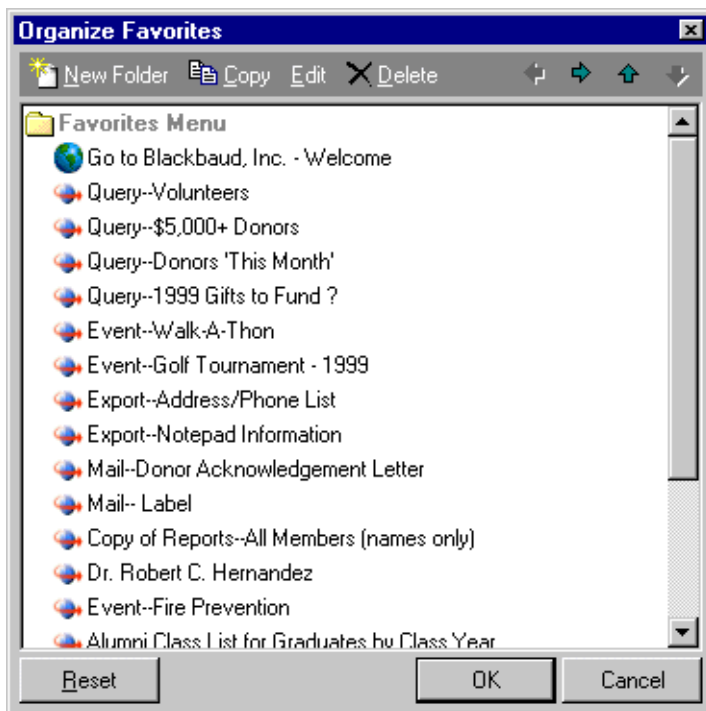 Organize Favorites
New Folder Copy Edit Delete
Favorites Menu
Go to Blackbaud, Inc. - Welcome
Query--Volunteers
Query--$5,000+ Donors
Query--Donors 'This Month'
Query--1999 Gifts to Fund ?
Event--Walk-A-Thon
Event--Golf Tournament - 1999
Export--Address/Phone List
Export--Notepad Information
Mail--Donor Acknowledgement Letter
Mail-- Label
Copy of Reports--All Members (names only)
Dr. Robert C. Hernandez
Event--Fire Prevention
Alumni Class List for Graduates by Class Year
Reset OK Cancel